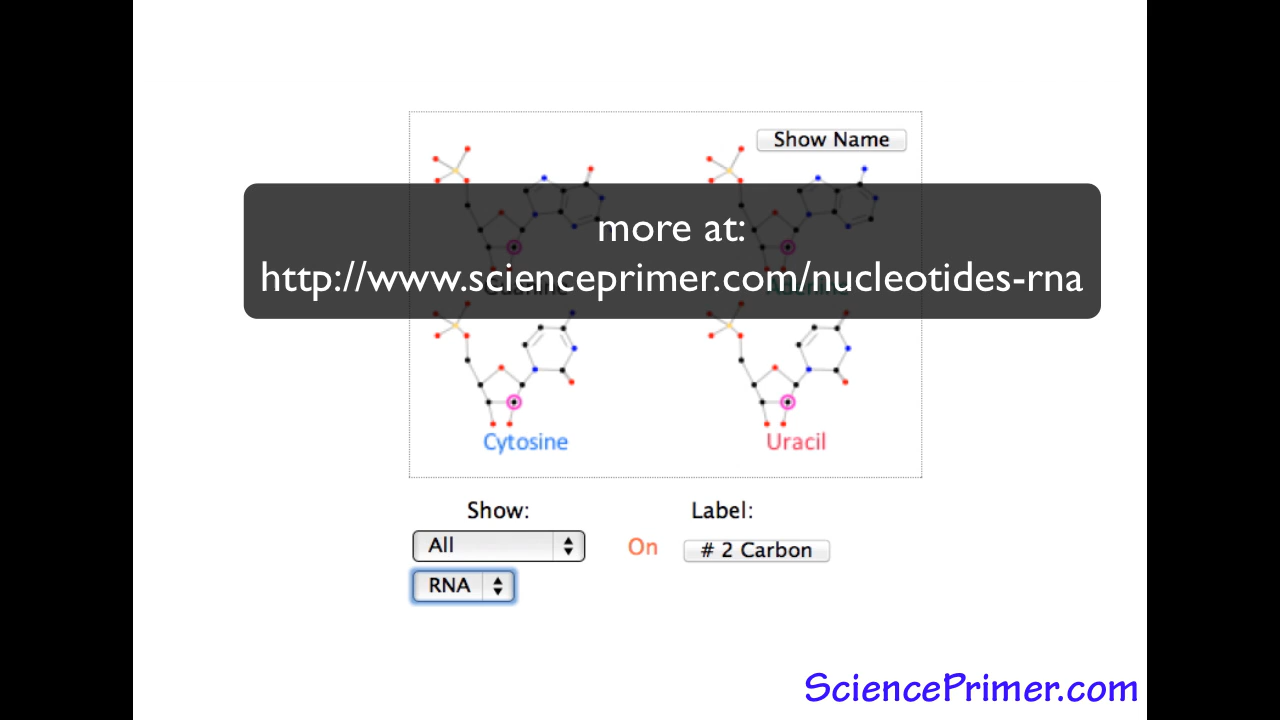 Show Name
more at:
http://www.scienceprimer.com/nucleotides-rna
Cytosine
Uracil
Show:
Label:
All
On
# 2 Carbon
RNA
SciencePrimer.com